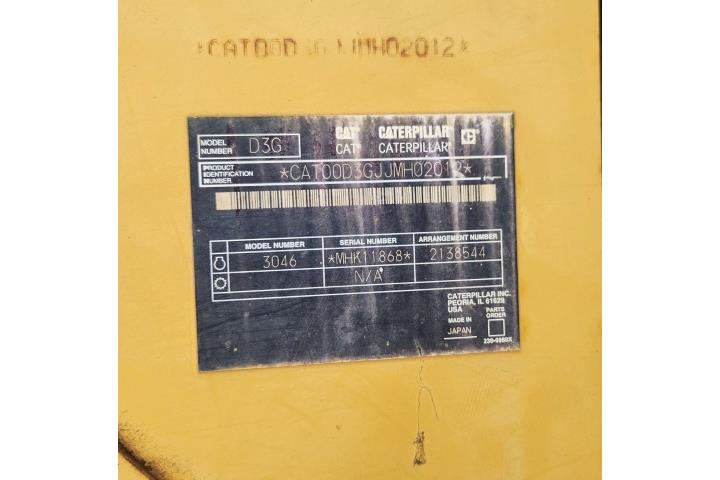 *CAT00D3GJJMH02012*
MODEL NUMBER D3G CAT CATERPILLAR
CAT® CATERPILLAR®
PRODUCT IDENTIFICATION NUMBER *CAT00D3GJJMH02012*
MODEL NUMBER SERIAL NUMBER ARRANGEMENT NUMBER
3046 *MHK11868* 2138544
N/A
CATERPILLAR INC.
PEORIA, IL 61629
USA
MADE IN JAPAN
PARTS ORDER